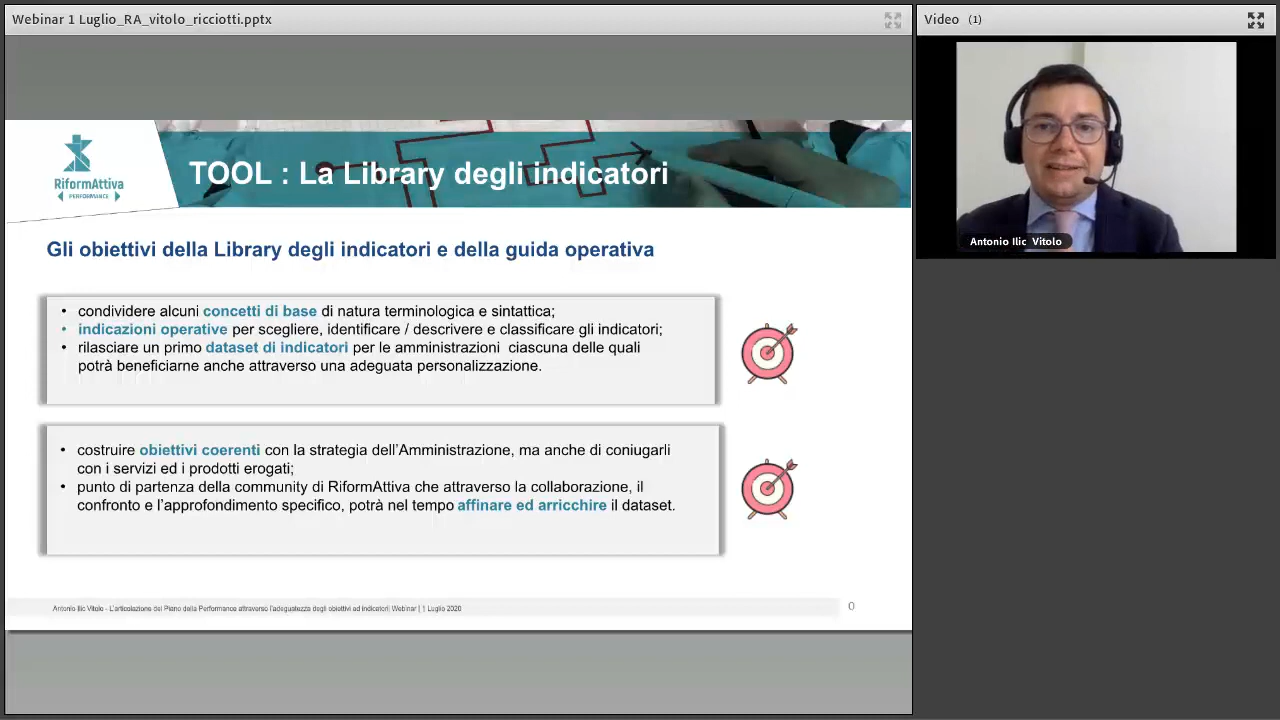 Webinar 1 Luglio_RA_vitolo_ricciotti.pptx
Video (1)
RiformAttiva
PERFORMANCE
TOOL : La Library degli indicatori
Antonio Ilic Vitolo
Gli obiettivi della Library degli indicatori e della guida operativa
• condividere alcuni concetti di base di natura terminologica e sintattica;
• indicazioni operative per scegliere, identificare / descrivere e classificare gli indicatori;
• rilasciare un primo dataset di indicatori per le amministrazioni ciascuna delle quali
potrà beneficiarne anche attraverso una adeguata personalizzazione.
• costruire obiettivi coerenti con la strategia dell'Amministrazione, ma anche di coniugarli
con i servizi ed i prodotti erogati;
• punto di partenza della community di RiformAttiva che attraverso la collaborazione, il
confronto e l'approfondimento specifico, potrà nel tempo affinare ed arricchire il dataset.
Antonio Ilic Vitolo - L'articolazione del Piano della Performance attraverso l'adeguatezza degli obiettivi ed indicatori| Webinar | 1 Luglio 2020
0